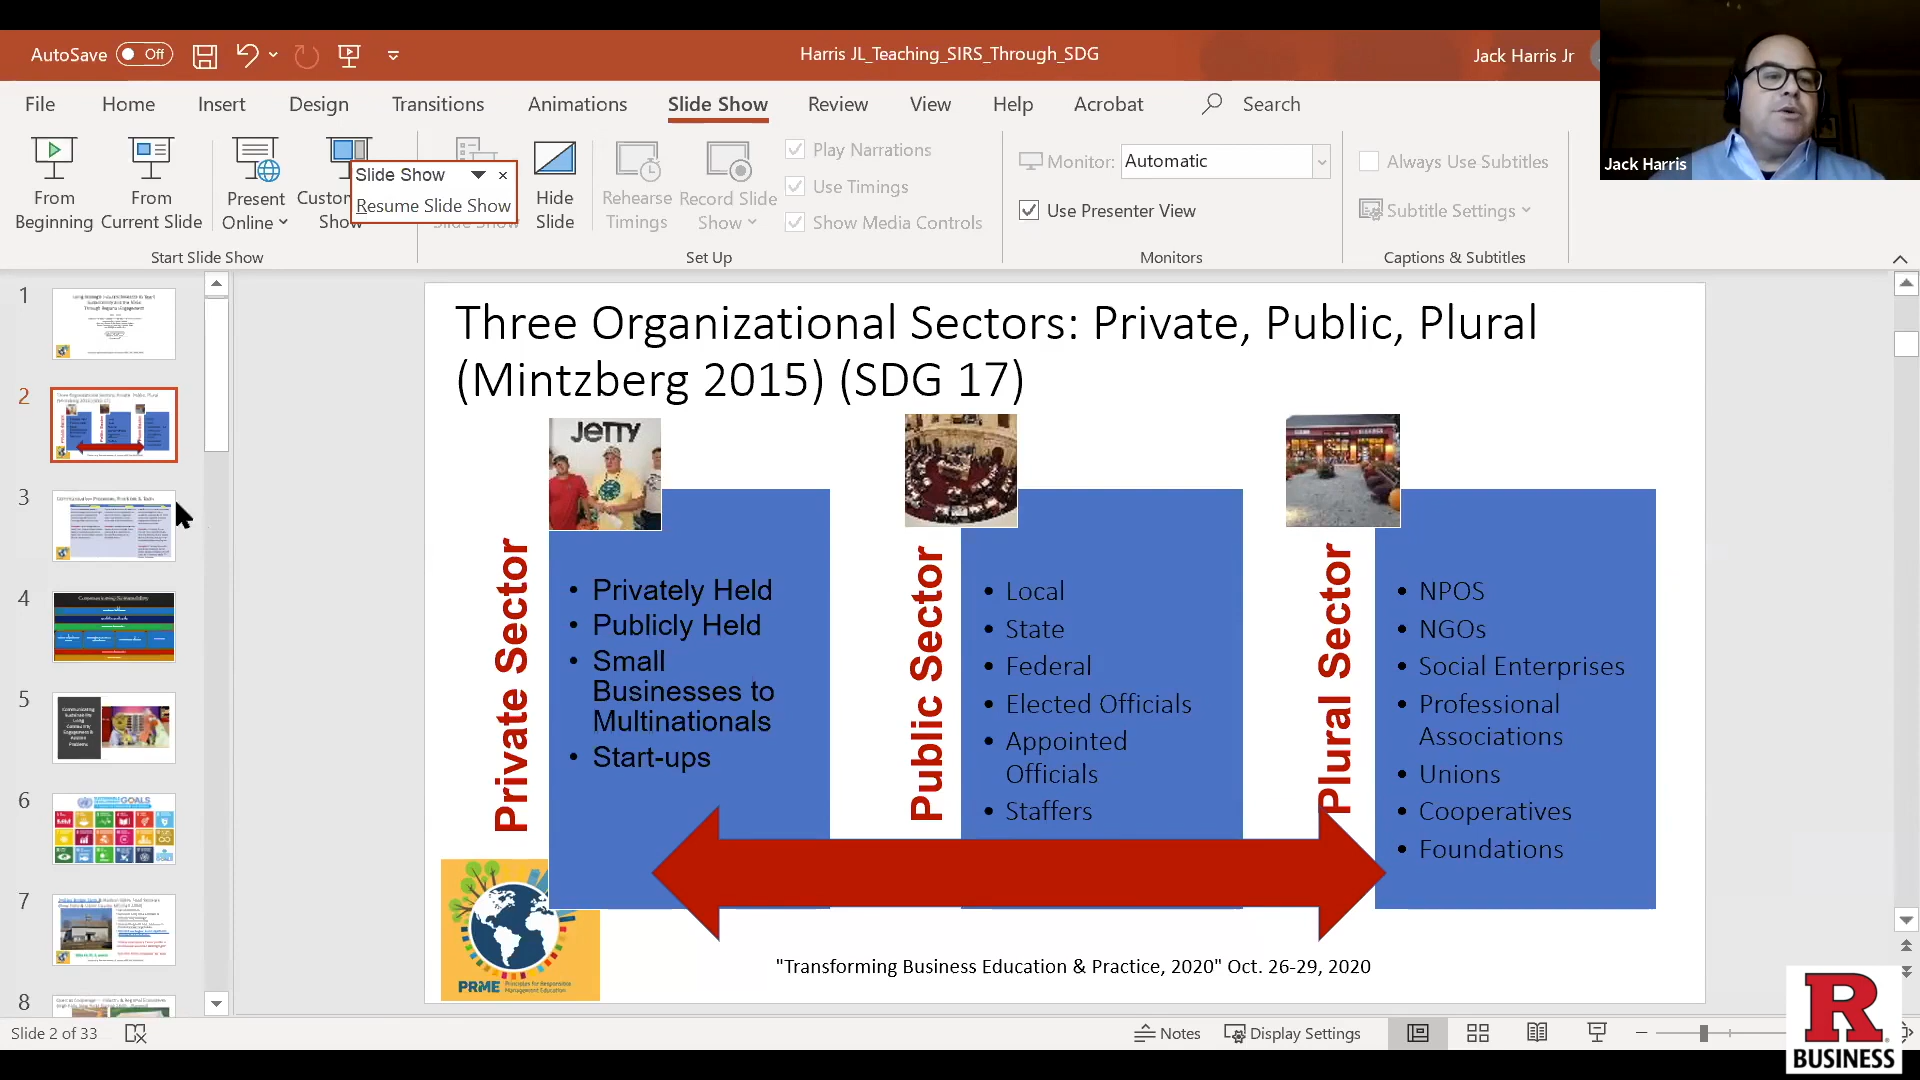 AutoSave Off
Harris JL_Teaching_SIRS_Through_SDG
Jack Harris Jr
File Home Insert Design Transitions Animations Slide Show Review View Help Acrobat Search
From Beginning
From Current Slide
Present Online
Custom Show
Slide Show
Resume Slide Show
Hide Slide
Rehearse Timings
Record Slide Show
Play Narrations
Use Timings
Show Media Controls
Monitor: Automatic
Use Presenter View
Always Use Subtitles
Subtitle Settings
Jack Harris
Start Slide Show
Set Up
Monitors
Captions & Subtitles
1
2
3
4
5
6
7
8
Three Organizational Sectors: Private, Public, Plural
(Mintzberg 2015) (SDG 17)
JETTY
Private Sector
• Privately Held
• Publicly Held
• Small
Businesses to
Multinationals
• Start-ups
Public Sector
• Local
• State
• Federal
• Elected Officials
• Appointed
Officials
• Staffers
Plural Sector
• NPOS
• NGOs
• Social Enterprises
• Professional
Associations
• Unions
• Cooperatives
• Foundations
PRME Principles for Responsible
Management Education
"Transforming Business Education & Practice, 2020" Oct. 26-29, 2020
Slide 2 of 33
Notes
Display Settings
R
BUSINESS